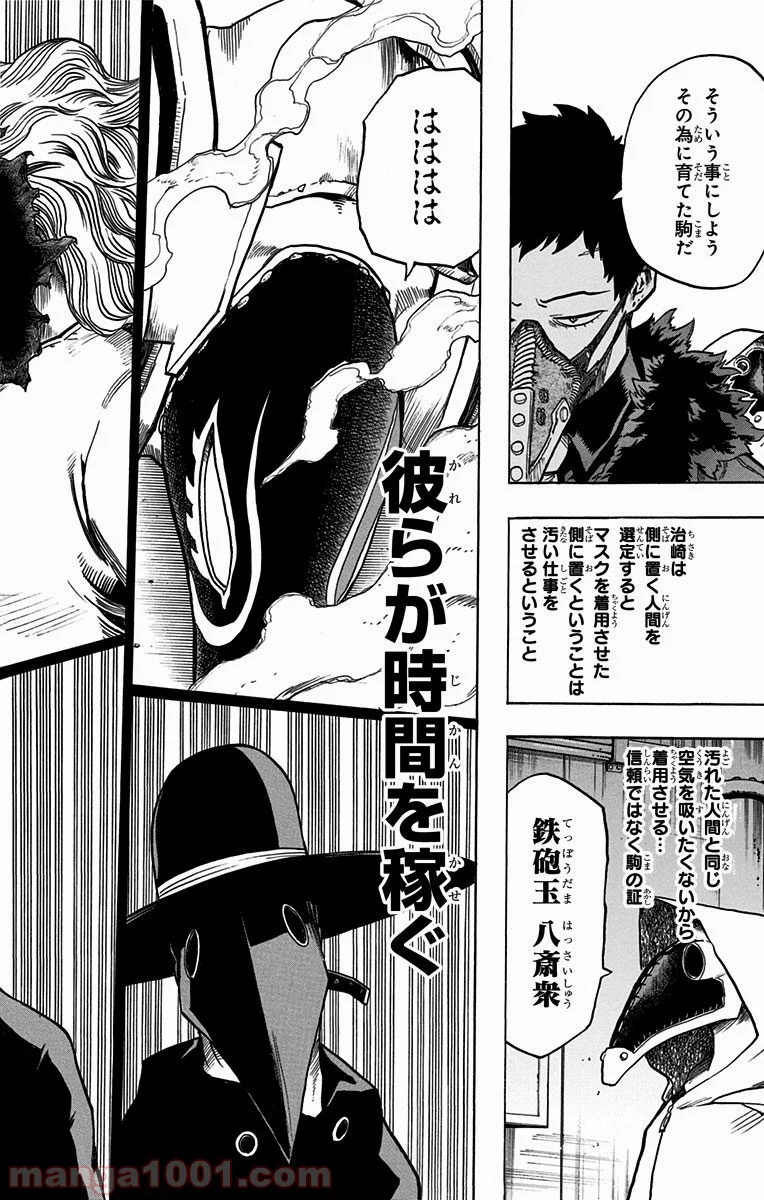 そういう事にしよう
その為に育てた駒だ
治崎は
側に置く人間を
選定すると
マスクを着用させた
側に置くということは
汚い仕事を
させるということ
汚れた人間と同じ
空気を吸いたくないから
着用させる…
信頼ではなく駒の証
鉄砲玉
八斎衆
はははは
彼らが時間を稼ぐ
manga1001.com